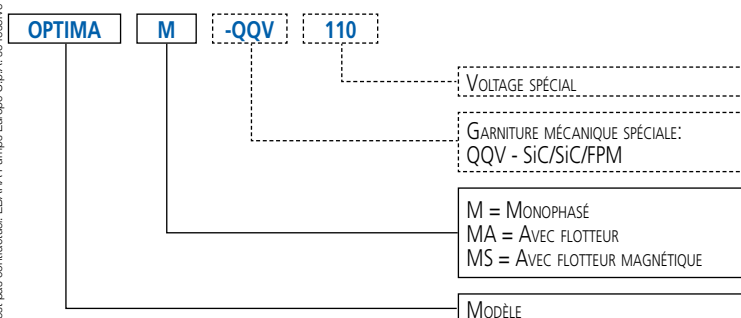 OPTIMA M -QQV 110
VOLTAGE SPÉCIAL
GARNITURE MÉCANIQUE SPÉCIALE:
QQV - SiC/SiC/FPM
M = MONOPHASÉ
MA = AVEC FLOTTEUR
MS = AVEC FLOTTEUR MAGNÉTIQUE
MODÈLE